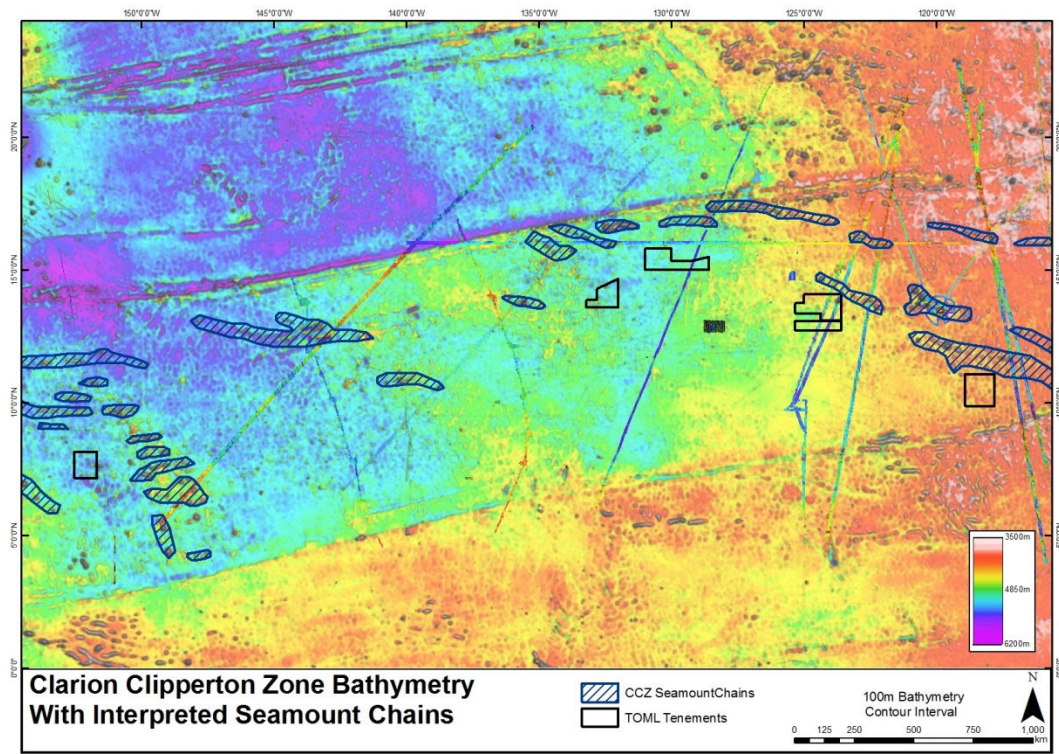 150°0'0"W 145°0'0"W 140°0'0"W 135°0'0"W 130°0'0"W 125°0'0"W 120°0'0"W
20°0'0"N
15°0'0"N
10°0'0"N
5°0'0"N
0°0'0"
3500m
4850m
6200m
Clarion Clipperton Zone Bathymetry
With Interpreted Seamount Chains
CCZ SeamountChains
TOML Tenements
100m Bathymetry
Contour Interval
N
0 125 250 500 750 1,000
km